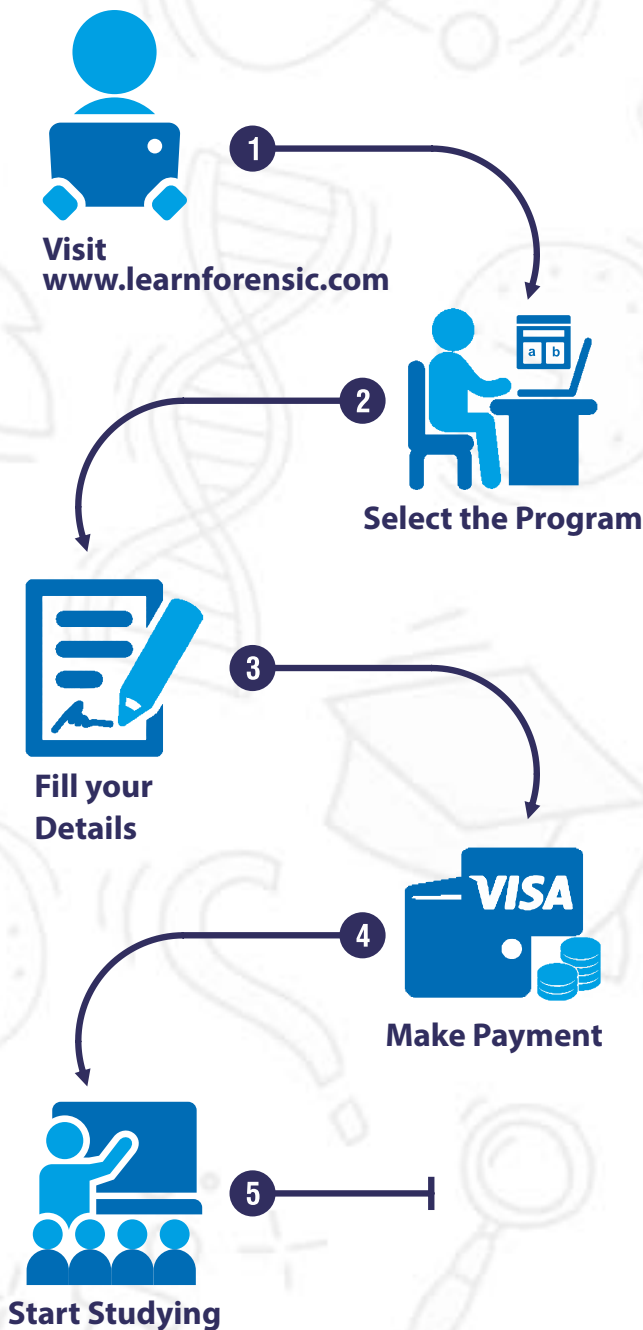 1
Visit
www.learnforensic.com
a b
2
Select the Program
3
Fill your
Details
VISA
4
Make Payment
5
Start Studying